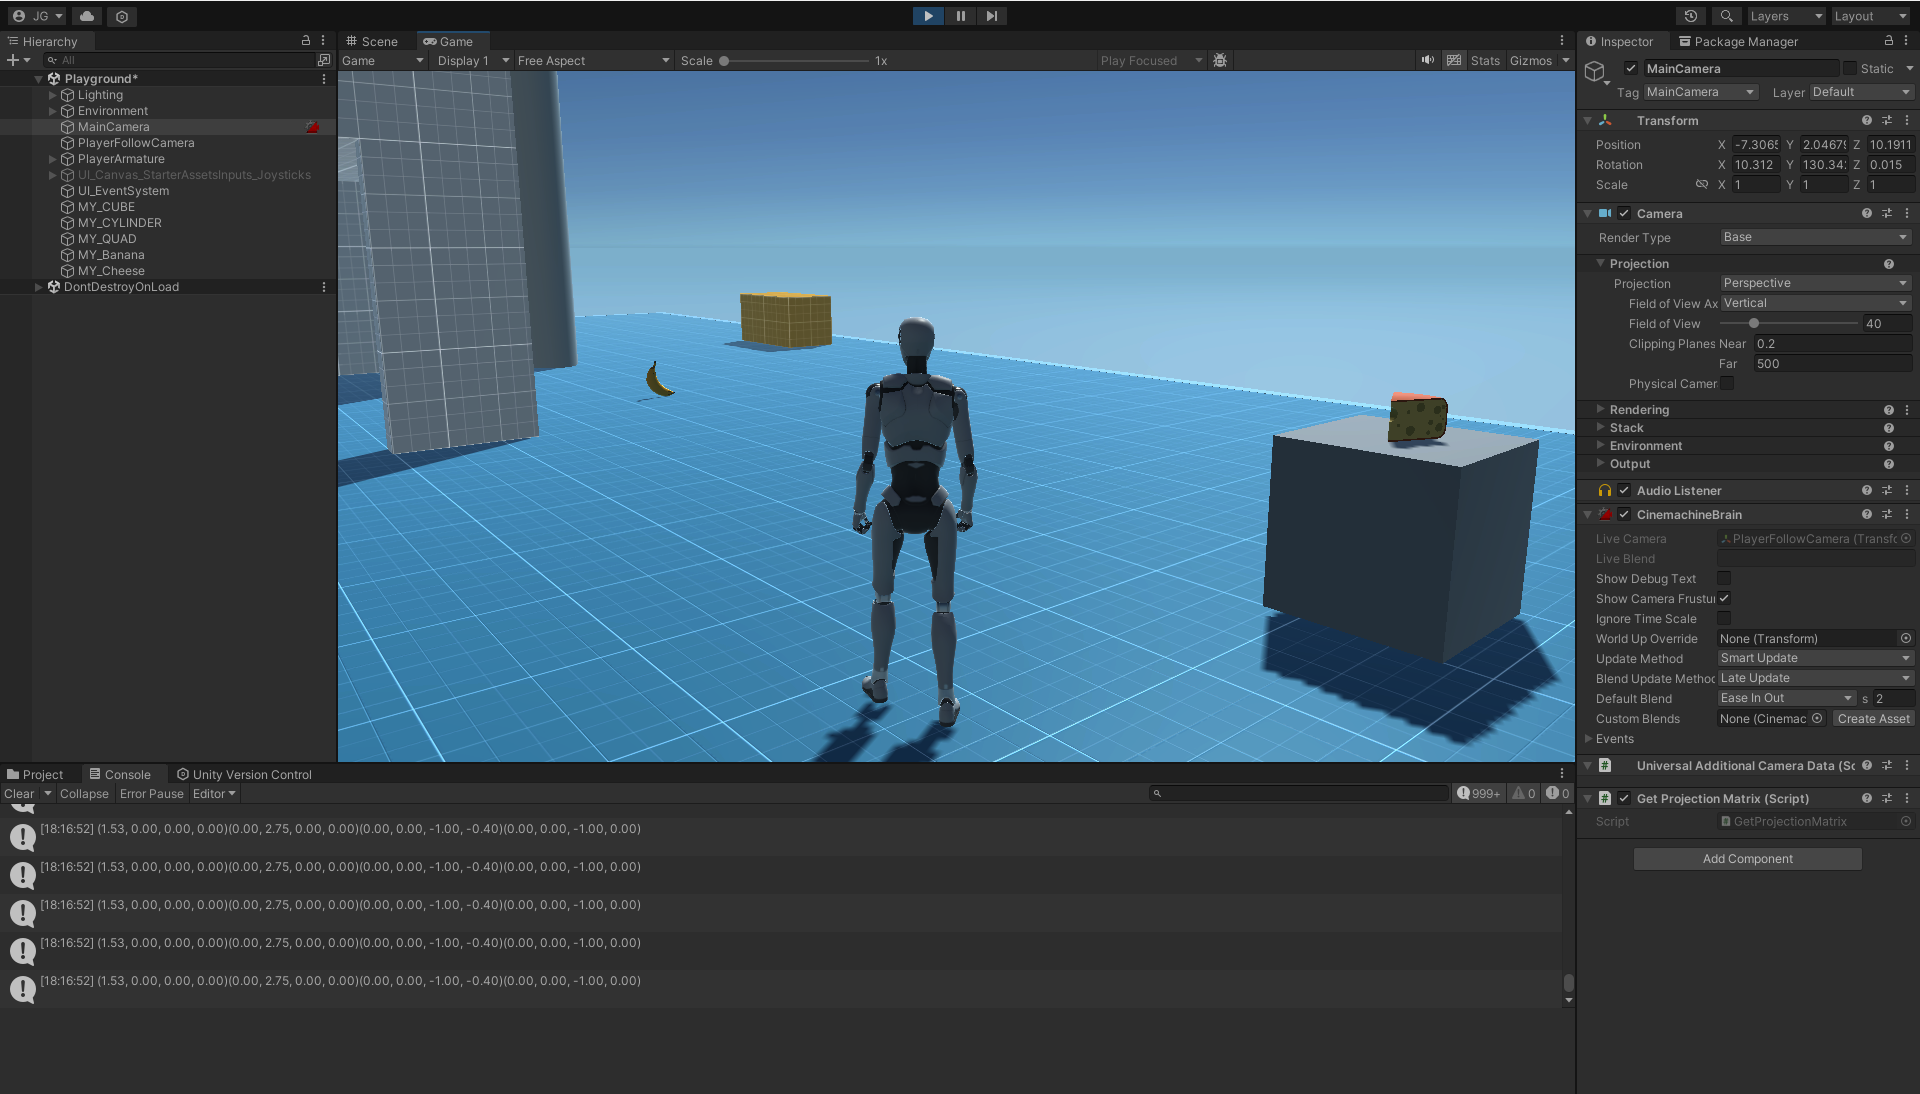 JG
Layers
Layout
Hierarchy
All
Playground*
Lighting
Environment
MainCamera
PlayerFollowCamera
PlayerArmature
UI_Canvas_StarterAssetsInputs_Joysticks
UI_EventSystem
MY_CUBE
MY_CYLINDER
MY_QUAD
MY_Banana
MY_Cheese
DontDestroyOnLoad
Scene
Game
Game
Display 1
Free Aspect
Scale
1x
Play Focused
Stats
Gizmos
Inspector
Package Manager
MainCamera
Static
Tag MainCamera
Layer Default
Transform
Position X -7.3065 Y 2.0467 Z 10.1911
Rotation X 10.312 Y 130.34 Z 0.015
Scale X 1 Y 1 Z 1
Camera
Render Type Base
Projection
Projection Perspective
Field of View Ax Vertical
Field of View 40
Clipping Planes Near 0.2
Far 500
Physical Camer
Rendering
Stack
Environment
Output
Audio Listener
CinemachineBrain
Live Camera PlayerFollowCamera (Transfo
Live Blend
Show Debug Text
Show Camera Frustu
Ignore Time Scale
World Up Override None (Transform)
Update Method Smart Update
Blend Update Method Late Update
Default Blend Ease In Out s 2
Custom Blends None (Cinemac Create Asset
Events
Universal Additional Camera Data (Sc
# Get Projection Matrix (Script)
Script GetProjectionMatrix
Add Component
Project
Console
Unity Version Control
Clear
Collapse
Error Pause
Editor
999+
0
0
[18:16:52] (1.53, 0.00, 0.00, 0.00)(0.00, 2.75, 0.00, 0.00)(0.00, 0.00, -1.00, -0.40)(0.00, 0.00, -1.00, 0.00)
[18:16:52] (1.53, 0.00, 0.00, 0.00)(0.00, 2.75, 0.00, 0.00)(0.00, 0.00, -1.00, -0.40)(0.00, 0.00, -1.00, 0.00)
[18:16:52] (1.53, 0.00, 0.00, 0.00)(0.00, 2.75, 0.00, 0.00)(0.00, 0.00, -1.00, -0.40)(0.00, 0.00, -1.00, 0.00)
[18:16:52] (1.53, 0.00, 0.00, 0.00)(0.00, 2.75, 0.00, 0.00)(0.00, 0.00, -1.00, -0.40)(0.00, 0.00, -1.00, 0.00)
[18:16:52] (1.53, 0.00, 0.00, 0.00)(0.00, 2.75, 0.00, 0.00)(0.00, 0.00, -1.00, -0.40)(0.00, 0.00, -1.00, 0.00)